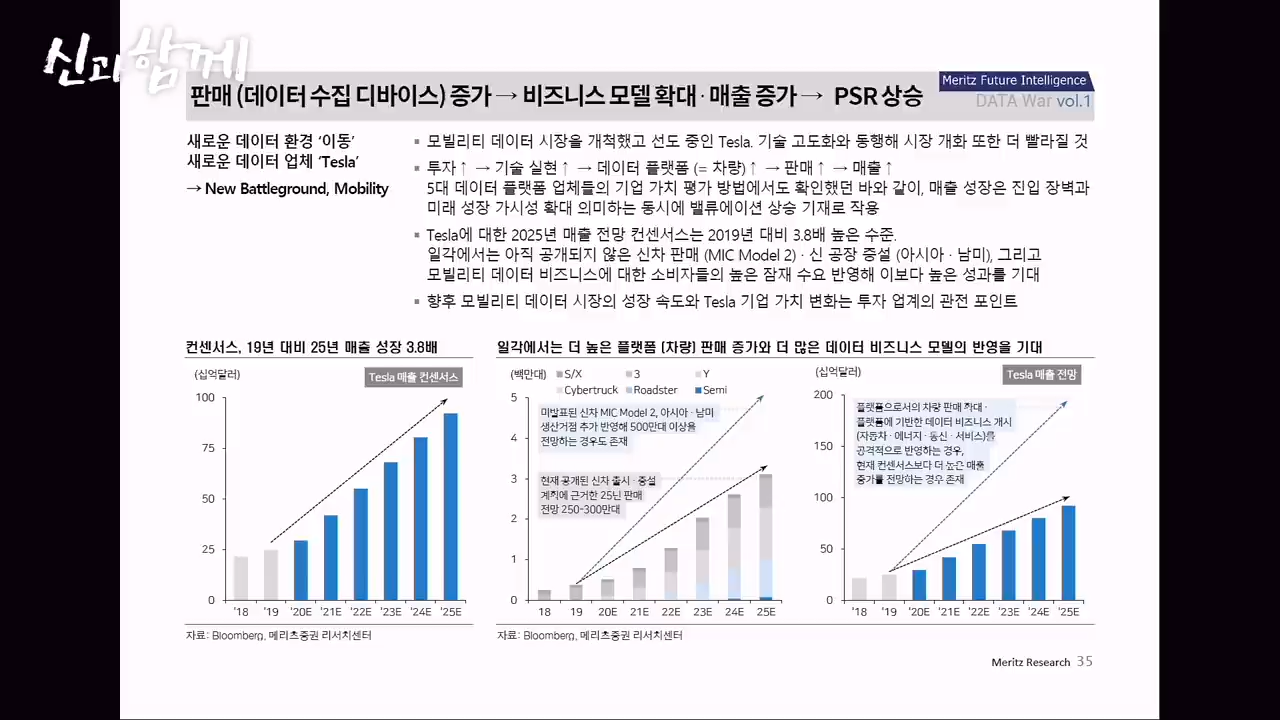 신과함께
판매 (데이터 수집 디바이스) 증가 → 비즈니스 모델 확대 · 매출 증가 → PSR 상승
Meritz Future Intelligence
DATA War vol.1
새로운 데이터 환경 ‘이동’
새로운 데이터 업체 ‘Tesla’
→ New Battleground, Mobility
▪ 모빌리티 데이터 시장을 개척했고 선도 중인 Tesla. 기술 고도화와 동행해 시장 개화 또한 더 빨라질 것
▪ 투자↑ → 기술 실현↑ → 데이터 플랫폼 (= 차량)↑ → 판매↑ → 매출↑
5대 데이터 플랫폼 업체들의 기업 가치 평가 방법에서도 확인했던 바와 같이, 매출 성장은 진입 장벽과
미래 성장 가시성 확대 의미하는 동시에 밸류에이션 상승 기재로 작용
▪ Tesla에 대한 2025년 매출 전망 컨센서스는 2019년 대비 3.8배 높은 수준.
일각에서는 아직 공개되지 않은 신차 판매 (MIC Model 2) · 신 공장 증설 (아시아 · 남미), 그리고
모빌리티 데이터 비즈니스에 대한 소비자들의 높은 잠재 수요 반영해 이보다 높은 성과를 기대
▪ 향후 모빌리티 데이터 시장의 성장 속도와 Tesla 기업 가치 변화는 투자 업계의 관전 포인트
컨센서스, 19년 대비 25년 매출 성장 3.8배
(십억달러)
Tesla 매출 컨센서스
100
75
50
25
0
'18 '19 '20E '21E '22E '23E '24E '25E
자료: Bloomberg, 메리츠증권 리서치센터
일각에서는 더 높은 플랫폼 (차량) 판매 증가와 더 많은 데이터 비즈니스 모델의 반영을 기대
(백만대)
S/X 3 Y
Cybertruck Roadster Semi
5
4
3
2
1
0
미발표된 신차 MIC Model 2, 아시아 · 남미
생산거점 추가 반영해 500만대 이상을
전망하는 경우도 존재
현재 공개된 신차 출시 · 증설
계획에 근거한 25년 판매
전망 250~300만대
18 19 20E 21E 22E 23E 24E 25E
(십억달러)
Tesla 매출 전망
200
150
100
50
0
플랫폼으로서의 차량 판매 확대 ·
플랫폼에 기반한 데이터 비즈니스 개시
(자동차 · 에너지 · 통신 · 서비스)를
공격적으로 반영하는 경우,
현재 컨센서스보다 더 높은 매출
증가를 전망하는 경우 존재
'18 '19 '20E '21E '22E '23E '24E '25E
자료: Bloomberg, 메리츠증권 리서치센터
Meritz Research 35